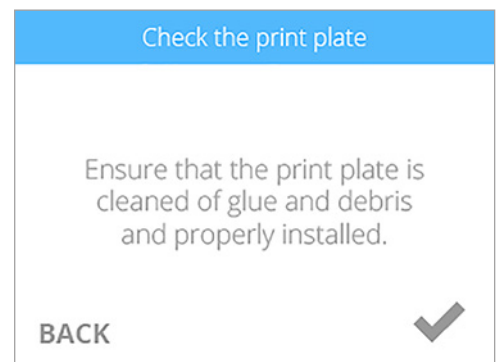 Check the print plate
Ensure that the print plate is
cleaned of glue and debris
and properly installed.
BACK